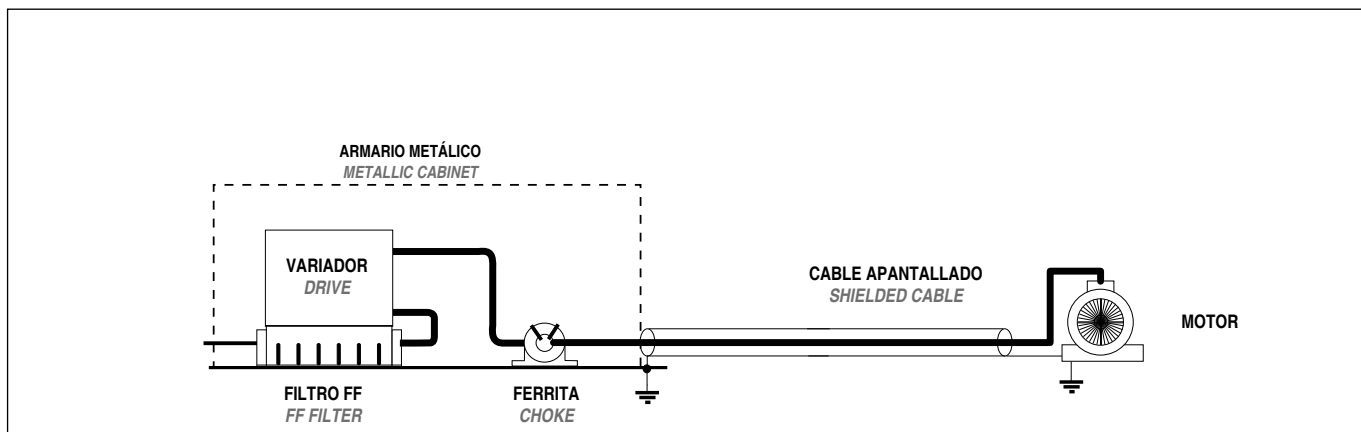 ARMARIO METÁLICO
METALLIC CABINET
VARIADOR
DRIVE
CABLE APANTALLADO
SHIELDED CABLE
MOTOR
FILTRO FF
FF FILTER
FERRITA
CHOKE